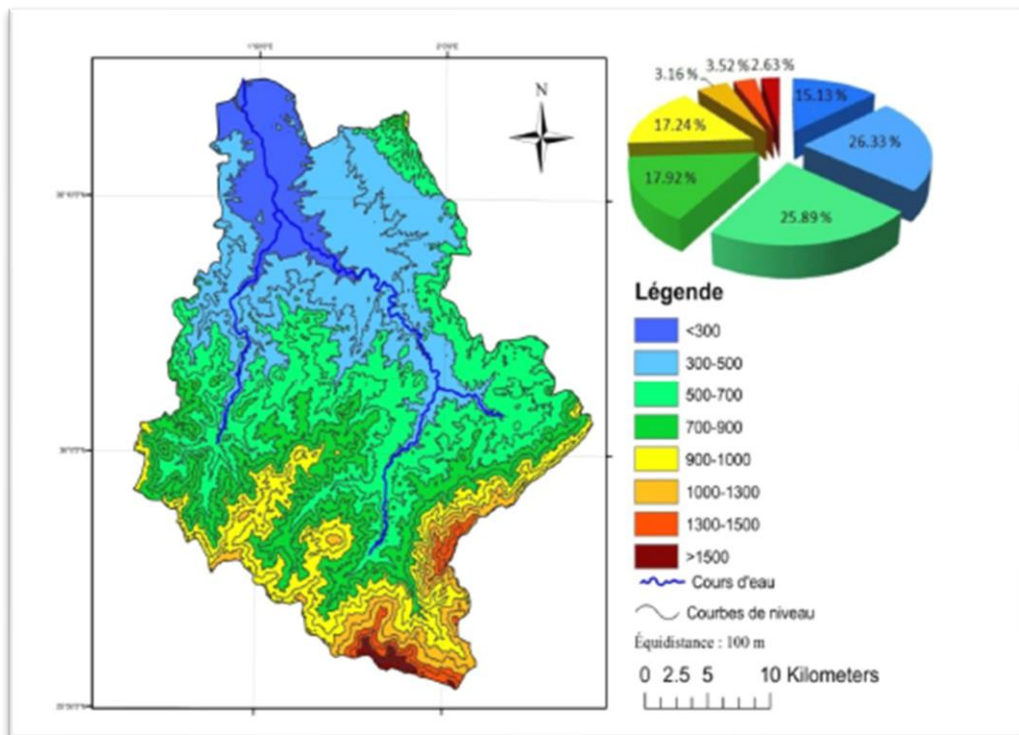 N
3.16 %
3.52 %
2.63 %
15.13 %
26.33 %
25.89 %
17.92 %
17.24 %
Légende
<300
300-500
500-700
700-900
900-1000
1000-1300
1300-1500
>1500
Cours d'eau
Courbes de niveau
Équidistance : 100 m
0 2.5 5 10 Kilometers